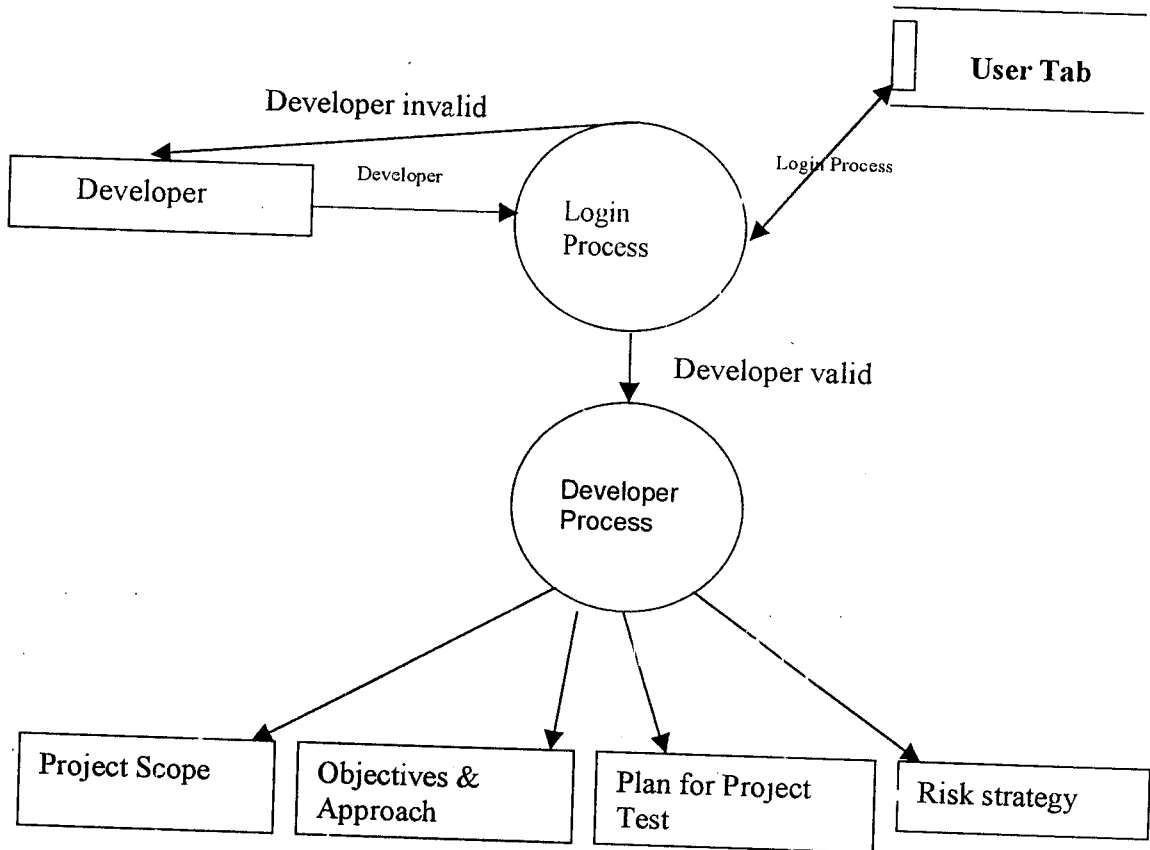 User Tab
Developer invalid
Developer
Developer
Login Process
Login
Process
Developer valid
Developer
Process
Project Scope
Objectives &
Approach
Plan for Project
Test
Risk strategy